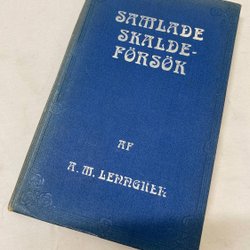 SAMLADE
SKALDE-
FÖRSÖK
AF
A. M. LENNGREN